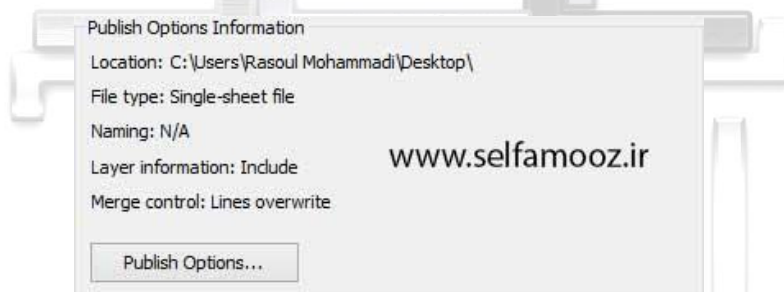 Publish Options Information
Location: C:\Users\Rasoul Mohammadi\Desktop\
File type: Single-sheet file
Naming: N/A
www.selfamooz.ir
Layer information: Include
Merge control: Lines overwrite
Publish Options...